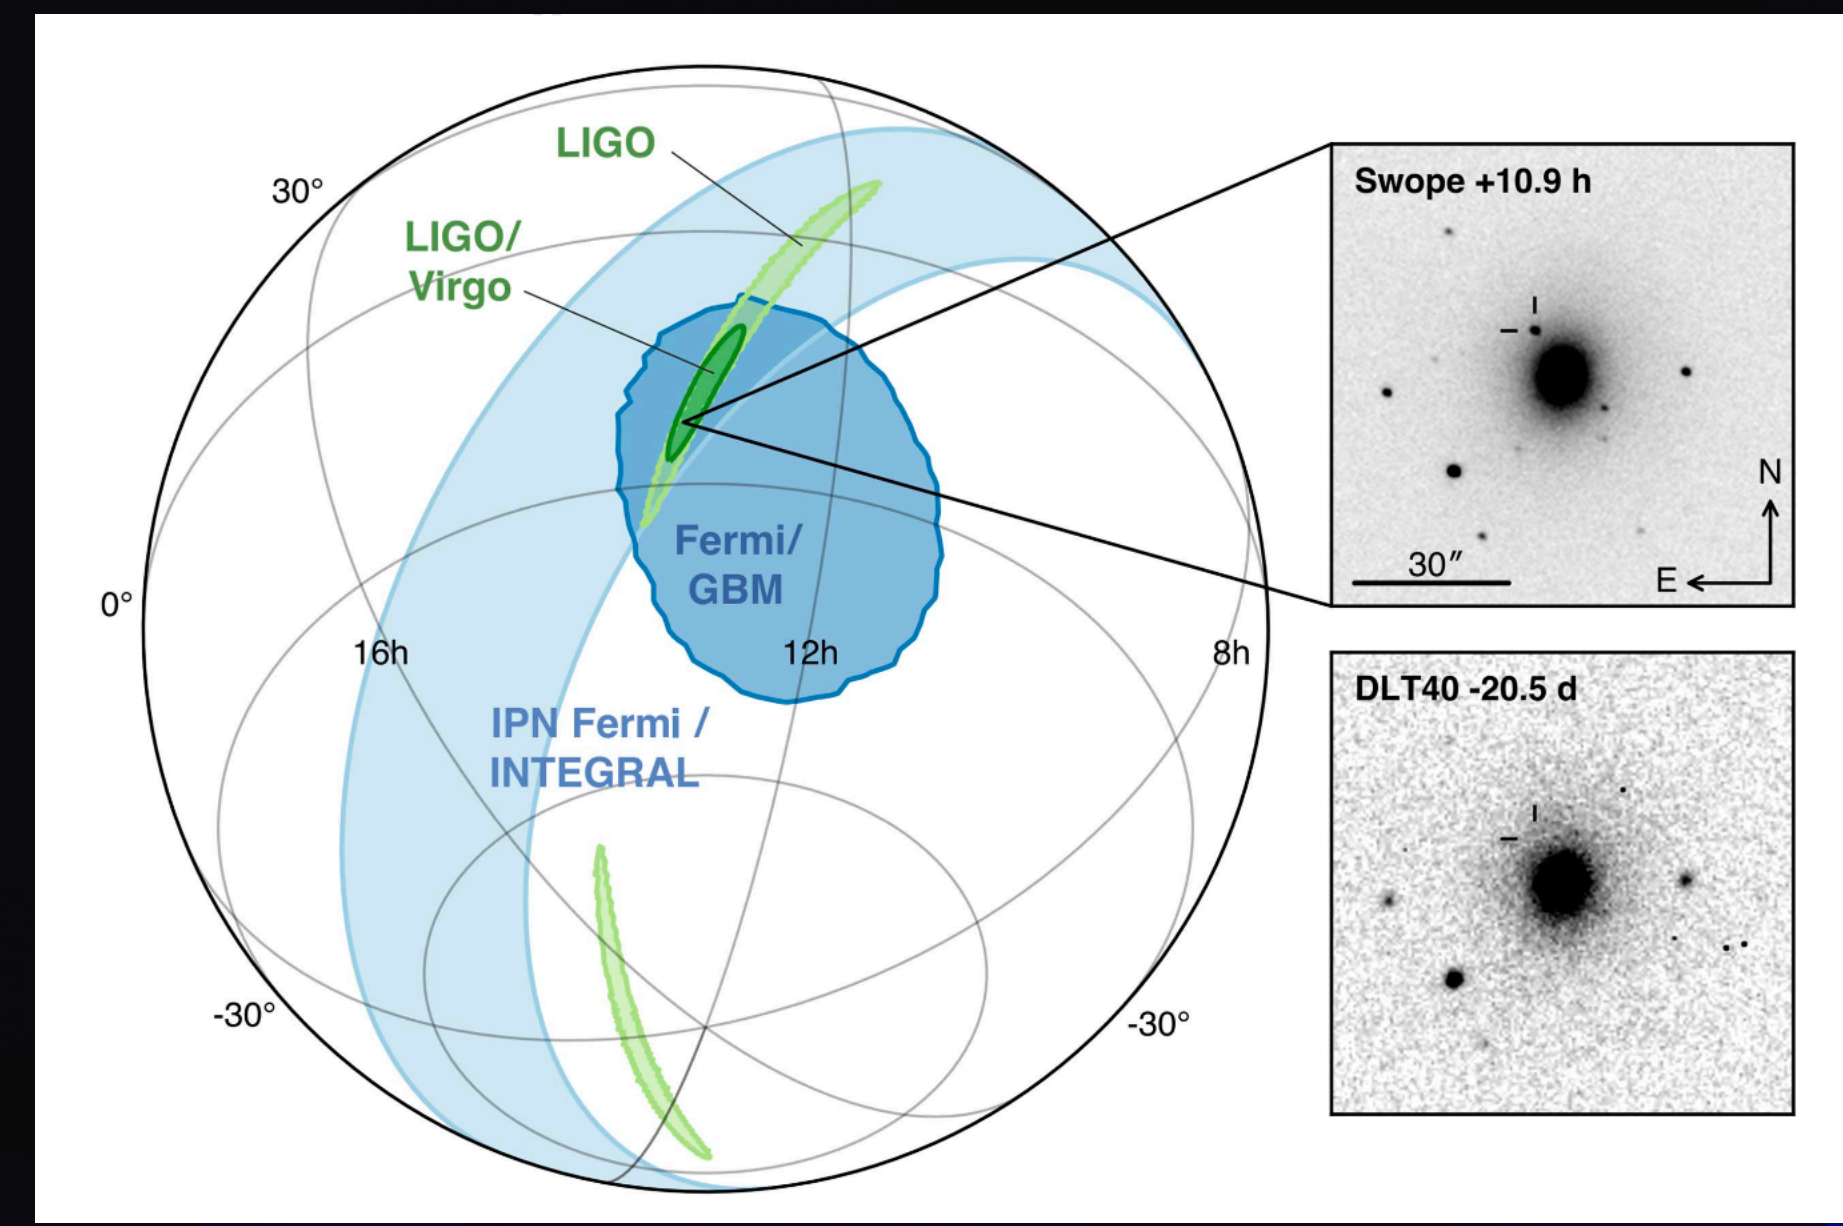 LIGO
30°
LIGO/
Virgo
Fermi/
GBM
0°
16h
12h
8h
IPN Fermi /
INTEGRAL
-30°
-30°
Swope +10.9 h
N
30″
E
DLT40 -20.5 d